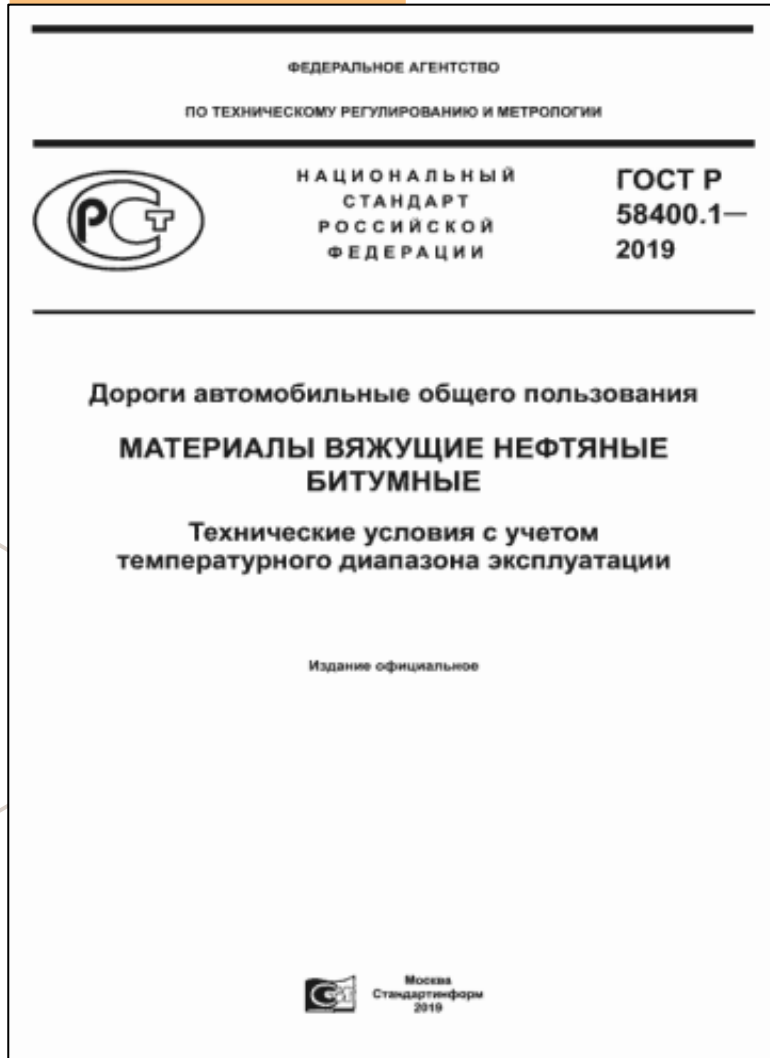 ФЕДЕРАЛЬНОЕ АГЕНТСТВО
ПО ТЕХНИЧЕСКОМУ РЕГУЛИРОВАНИЮ И МЕТРОЛОГИИ
НАЦИОНАЛЬНЫЙ
СТАНДАРТ
РОССИЙСКОЙ
ФЕДЕРАЦИИ
ГОСТ Р
58400.1—
2019
Дороги автомобильные общего пользования
МАТЕРИАЛЫ ВЯЖУЩИЕ НЕФТЯНЫЕ
БИТУМНЫЕ
Технические условия с учетом
температурного диапазона эксплуатации
Издание официальное
Москва
Стандартинформ
2019